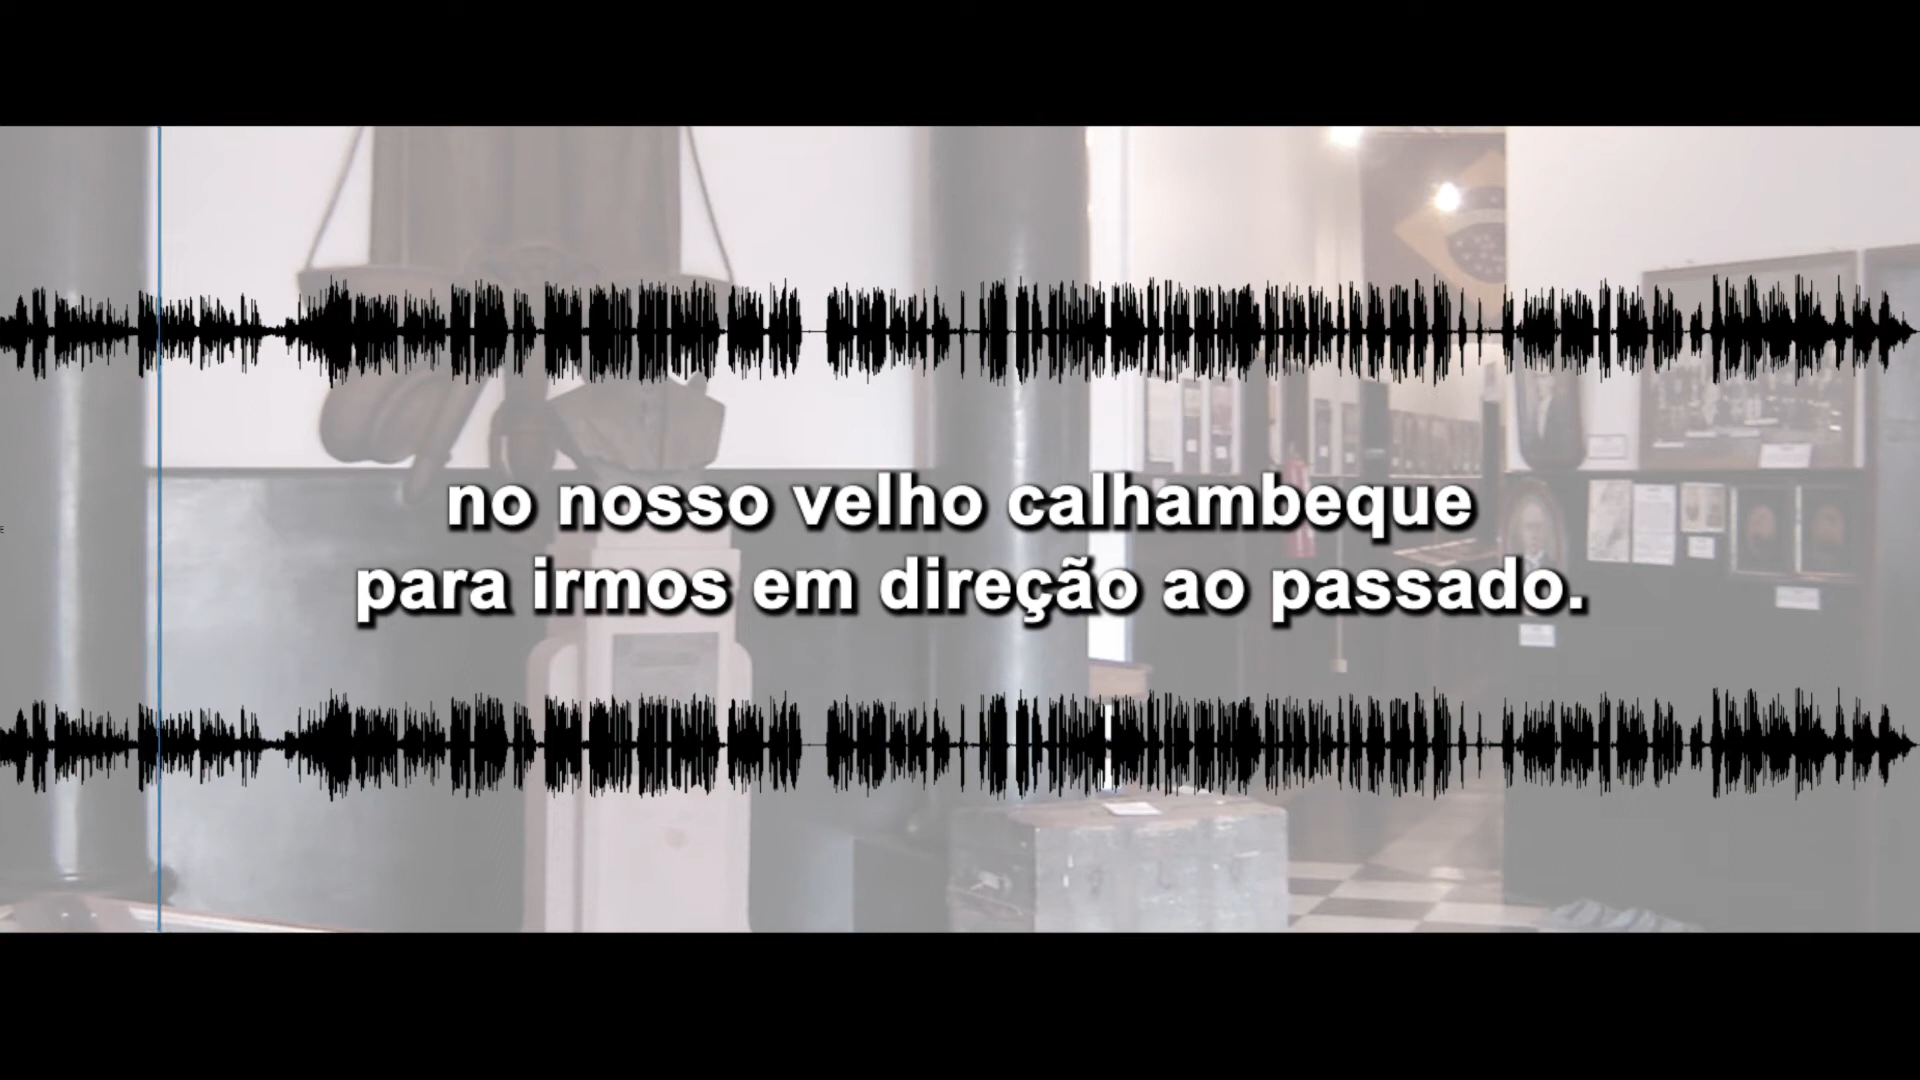 no nosso velho calhambeque
para irmos em direção ao passado.